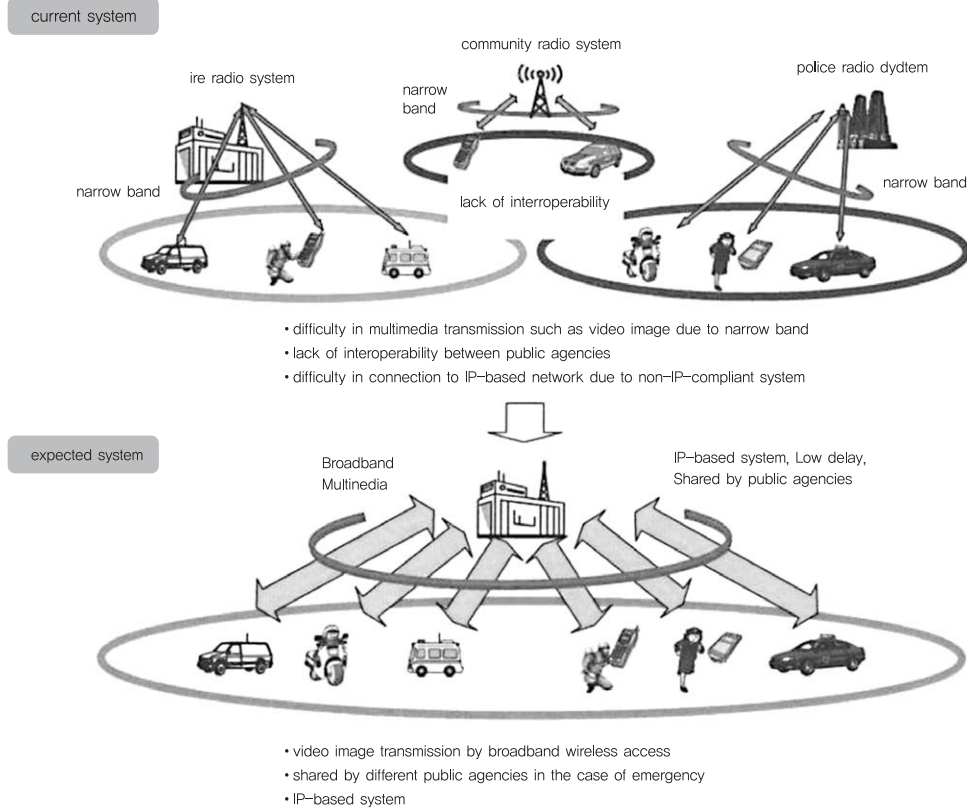 current system
community radio system
ire radio system
police radio dydtem
narrow
band
narrow band
narrow band
lack of interroperability
• difficulty in multimedia transmission such as video image due to narrow band
• lack of interoperability between public agencies
• difficulty in connection to IP-based network due to non-IP-compliant system
expected system
Broadband
Multinedia
IP-based system, Low delay,
Shared by public agencies
• video image transmission by broadband wireless access
• shared by different public agencies in the case of emergency
• IP-based system